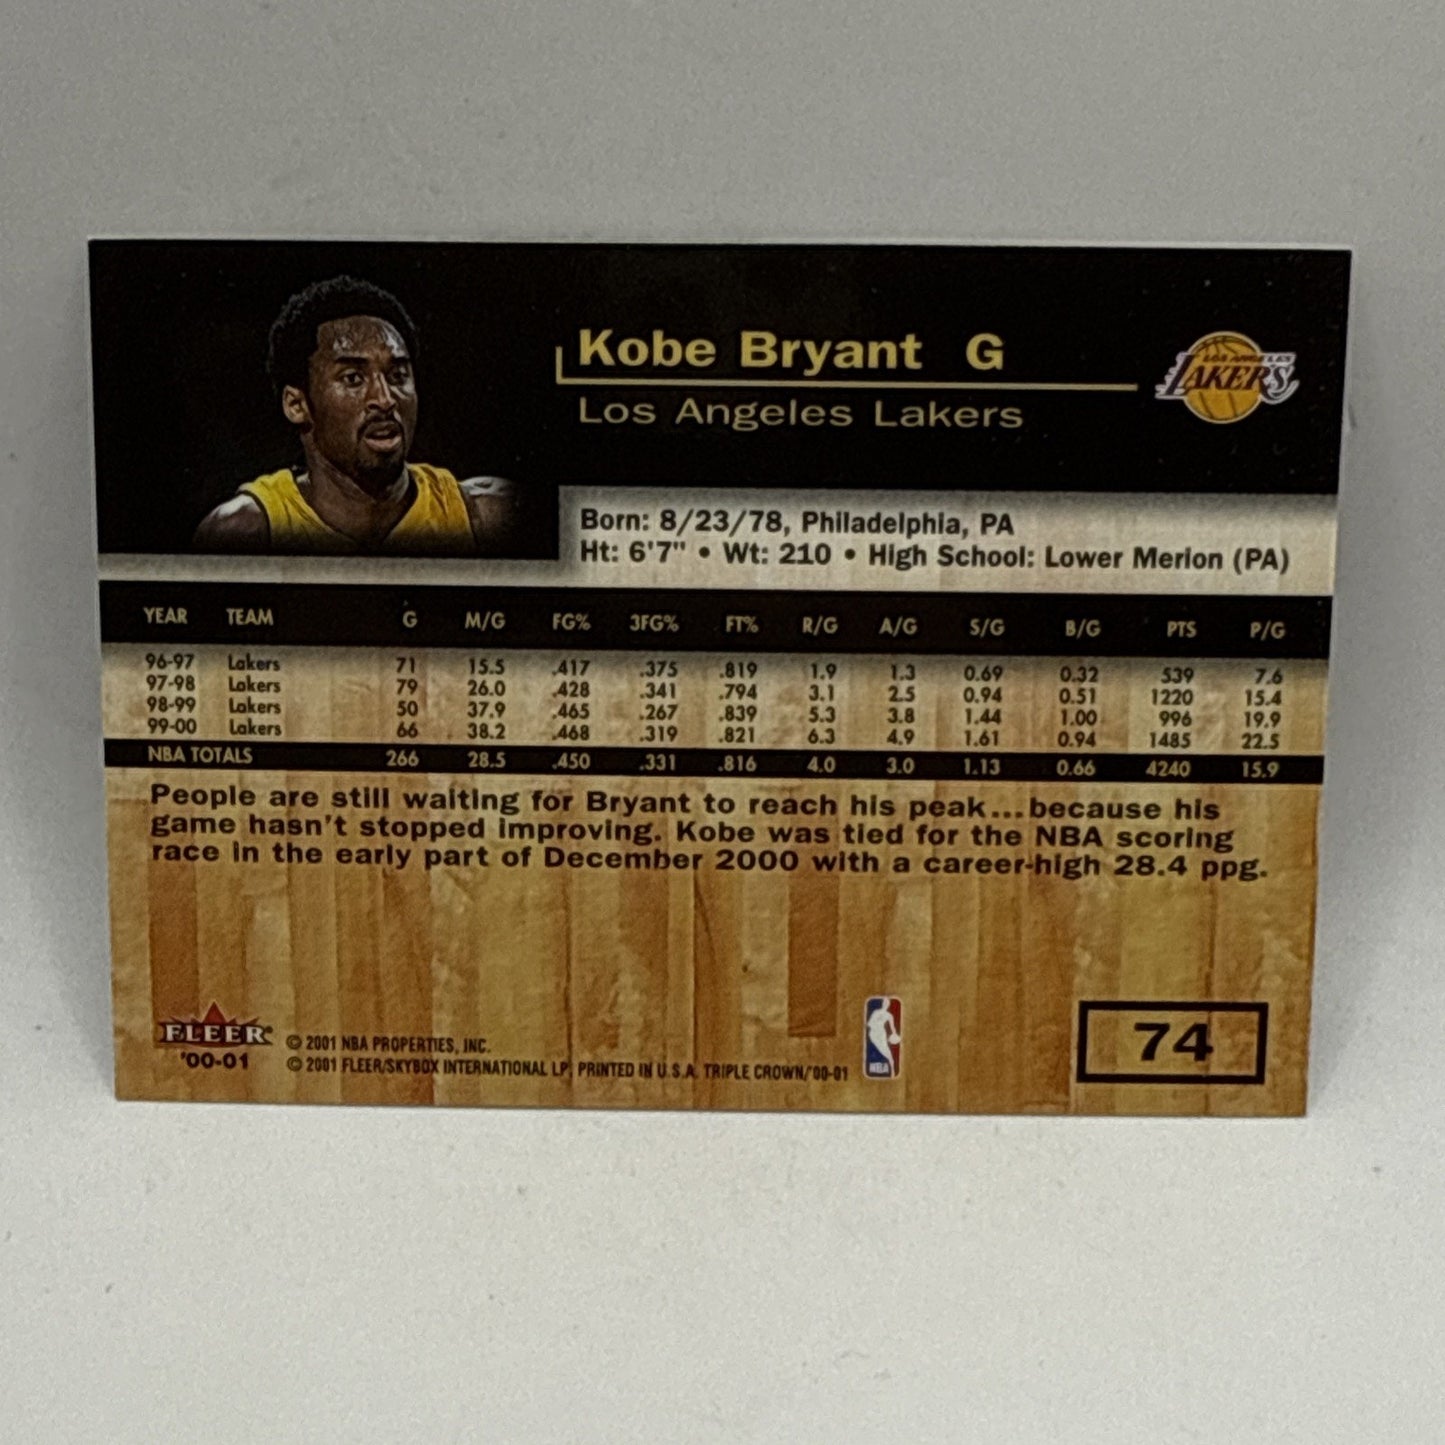 Kobe Bryant G
LOS ANGELES
LAKERS
Los Angeles Lakers
Born: 8/23/78, Philadelphia, PA
Ht: 6'7" • Wt: 210 • High School: Lower Merion (PA)
YEAR TEAM G M/G FG% 3FG% FT% R/G A/G S/G B/G PTS P/G
96-97 Lakers 71 15.5 .417 .375 .819 1.9 1.3 0.69 0.32 539 7.6
97-98 Lakers 79 26.0 .428 .341 .794 3.1 2.5 0.94 0.51 1220 15.4
98-99 Lakers 50 37.9 .465 .267 .839 5.3 3.8 1.44 1.00 996 19.9
99-00 Lakers 66 38.2 .468 .319 .821 6.3 4.9 1.61 0.94 1485 22.5
NBA TOTALS 266 28.5 .450 .331 .816 4.0 3.0 1.13 0.66 4240 15.9
People are still waiting for Bryant to reach his peak...because his
game hasn't stopped improving. Kobe was tied for the NBA scoring
race in the early part of December 2000 with a career-high 28.4 ppg.
FLEER®
'00-01
© 2001 NBA PROPERTIES, INC.
© 2001 FLEER/SKYBOX INTERNATIONAL LP, PRINTED IN U.S.A. TRIPLE CROWN/'00-01
NBA
74